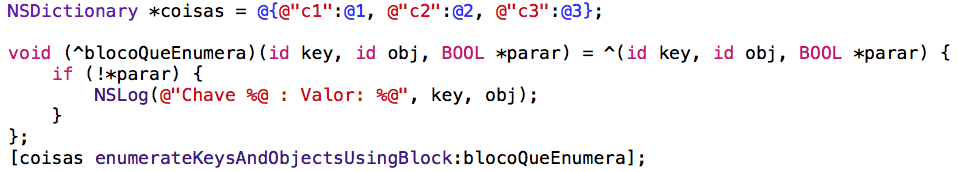 NSDictionary *coisas = @{@"c1":@1, @"c2":@2, @"c3":@3};
void (^blocoQueEnumera)(id key, id obj, BOOL *parar) = ^(id key, id obj, BOOL *parar) {
    if (!*parar) {
        NSLog(@"Chave %@ : Valor: %@", key, obj);
    }
};
[coisas enumerateKeysAndObjectsUsingBlock:blocoQueEnumera];